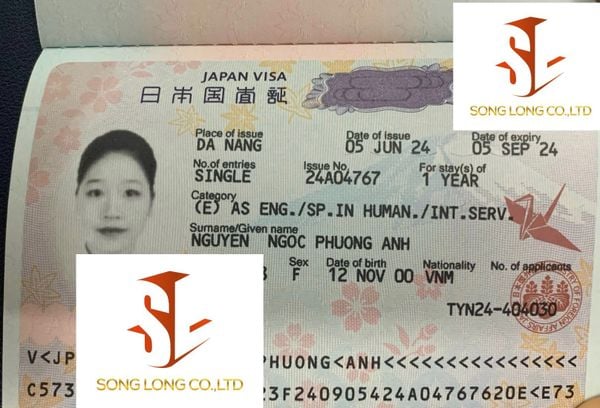 SL
SONG LONG CO.,LTD
JAPAN VISA
日本国査証
Place of issue Date of issue Date of expiry
DA NANG 05 JUN 24 05 SEP 24
No.of entries Issue No. For stay(s) of
SINGLE 24A04767 1 YEAR
Category
(E) AS ENG./SP.IN HUMAN./INT.SERV.
Surname/Given name
NGUYEN NGOC PHUONG ANH
Sex Date of birth Nationality No. of applicants
F 12 NOV 00 VNM
TYN24-404030
SL
SONG LONG CO.,LTD
V<JP HUONG<ANH<<<<<<<<<<<<<<<<<
C573 3F240905424A04767620E<E73